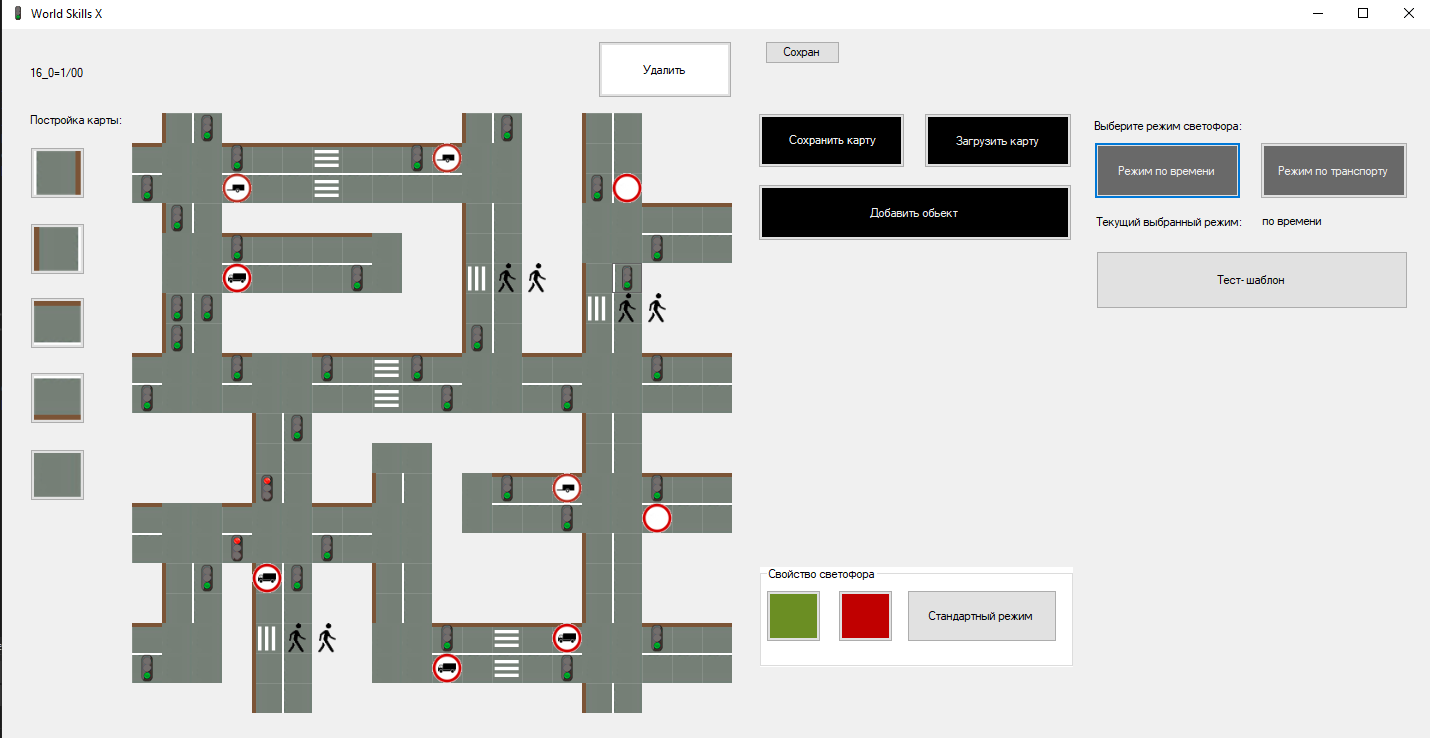 World Skills X
Удалить
Сохран
16_0=1/00
Постройка карты:
Сохранить карту
Загрузить карту
Добавить обьект
Выберите режим светофора:
Режим по времени
Режим по транспорту
Текущий выбранный режим:
по времени
Тест-шаблон
Свойство светофора
Стандартный режим